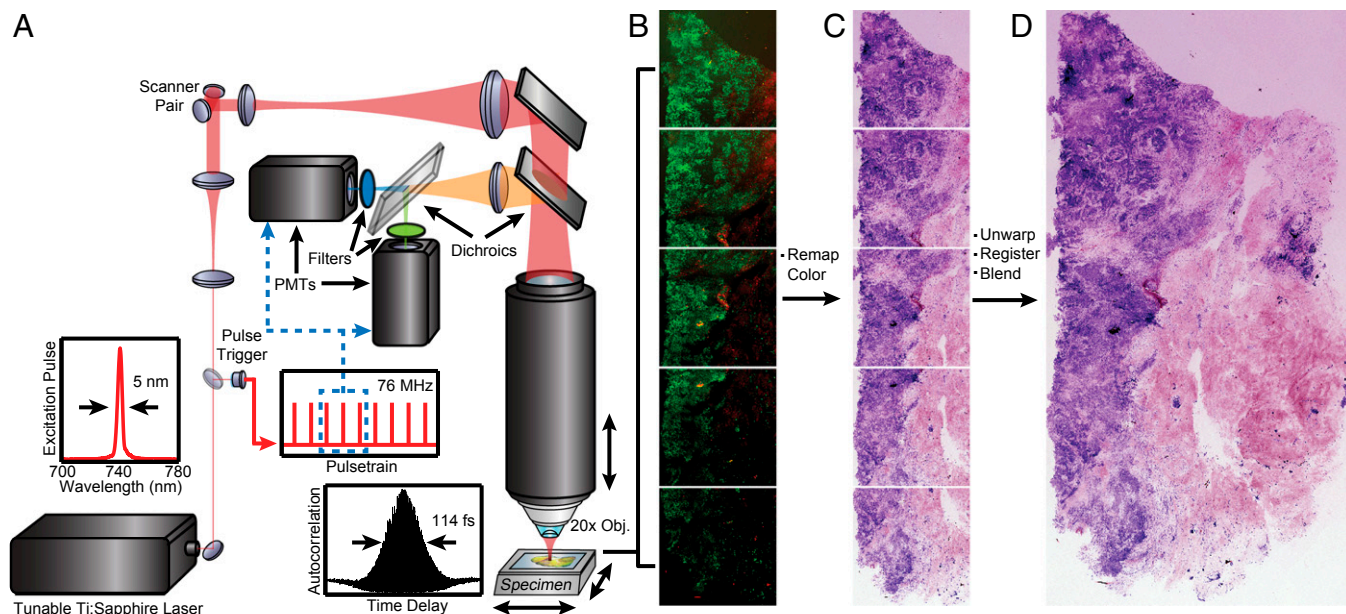 A
B
C
D
Scanner
Pair
Filters
Dichroics
PMTs
Pulse
Trigger
Excitation Pulse
5 nm
700
740
780
Wavelength (nm)
76 MHz
Pulsetrain
Autocorrelation
114 fs
Time Delay
20x Obj.
Specimen
Tunable Ti:Sapphire Laser
Remap
Color
Unwarp
Register
Blend